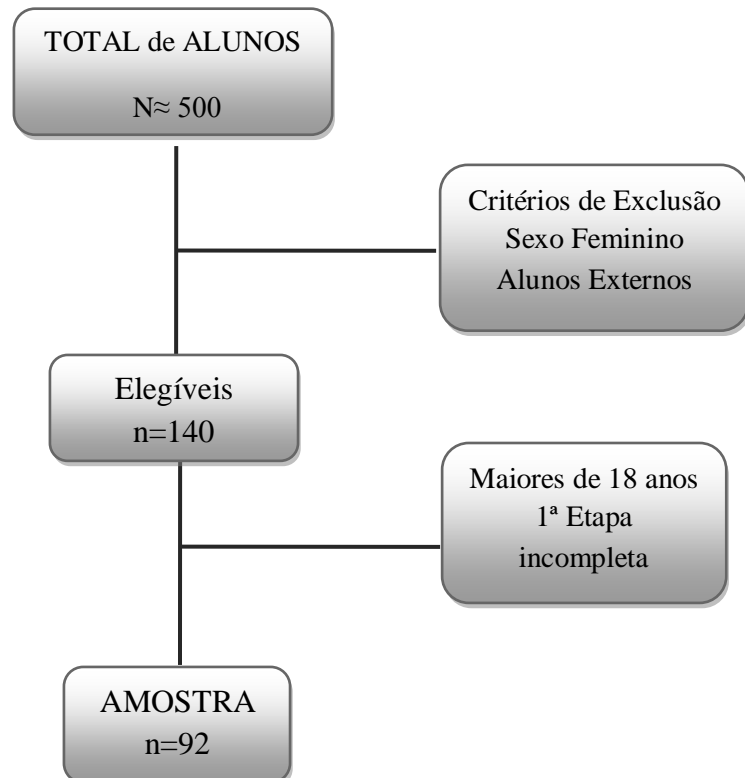 TOTAL de ALUNOS
N≈ 500
Critérios de Exclusão
Sexo Feminino
Alunos Externos
Elegíveis
n=140
Maiores de 18 anos
1ª Etapa
incompleta
AMOSTRA
n=92